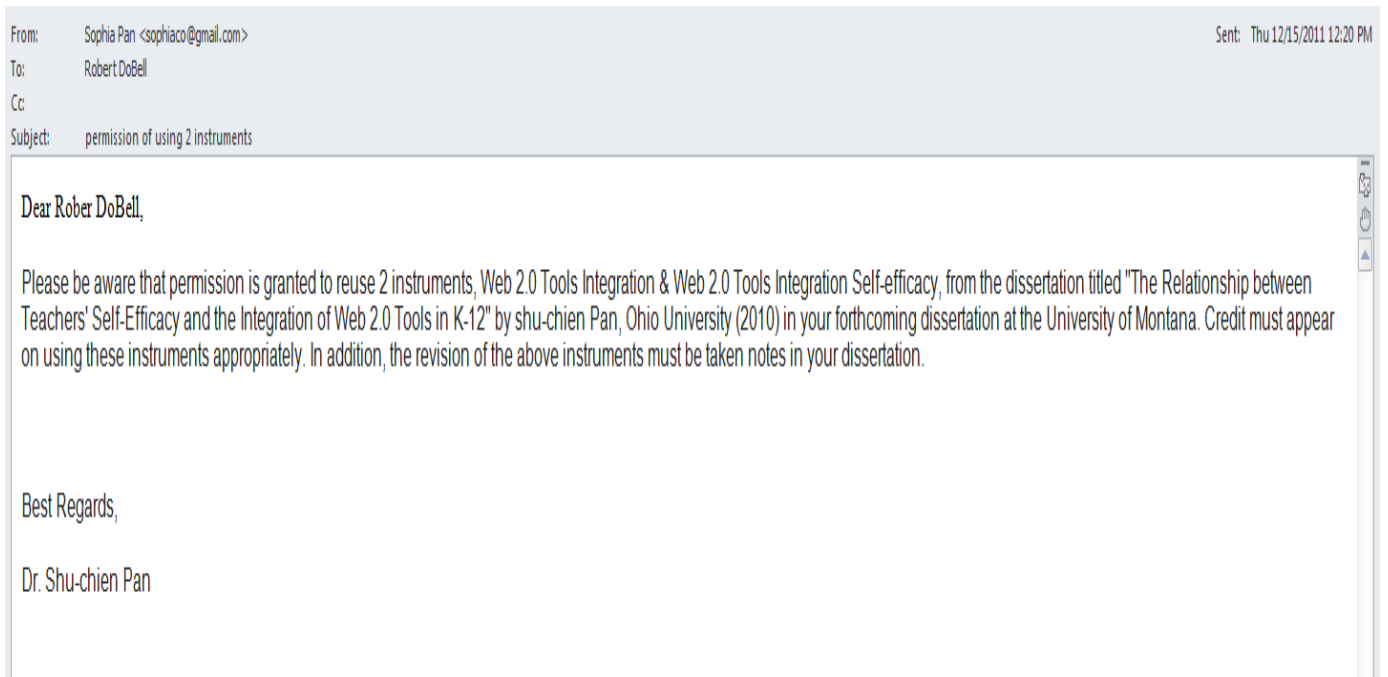 From: Sophia Pan <sophiaco@gmail.com> Sent: Thu 12/15/2011 12:20 PM
To: Robert DoBell
Cc:
Subject: permission of using 2 instruments
Dear Rober DoBell,
Please be aware that permission is granted to reuse 2 instruments, Web 2.0 Tools Integration & Web 2.0 Tools Integration Self-efficacy, from the dissertation titled "The Relationship between
Teachers' Self-Efficacy and the Integration of Web 2.0 Tools in K-12" by shu-chien Pan, Ohio University (2010) in your forthcoming dissertation at the University of Montana. Credit must appear
on using these instruments appropriately. In addition, the revision of the above instruments must be taken notes in your dissertation.
Best Regards,
Dr. Shu-chien Pan